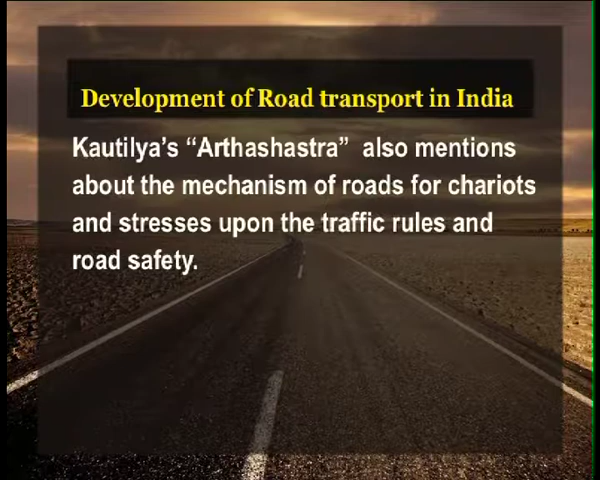 Development of Road transport in India
Kautilya's “Arthashastra” also mentions
about the mechanism of roads for chariots
and stresses upon the traffic rules and
road safety.